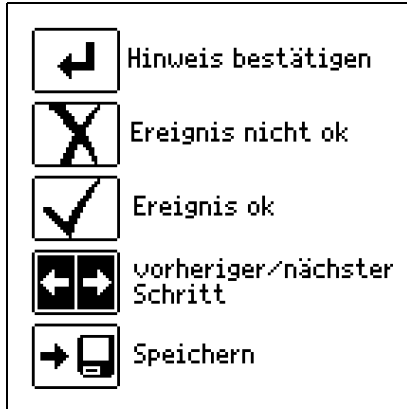 Hinweis bestätigen
Ereignis nicht ok
Ereignis ok
vorheriger/nächster
Schritt
Speichern